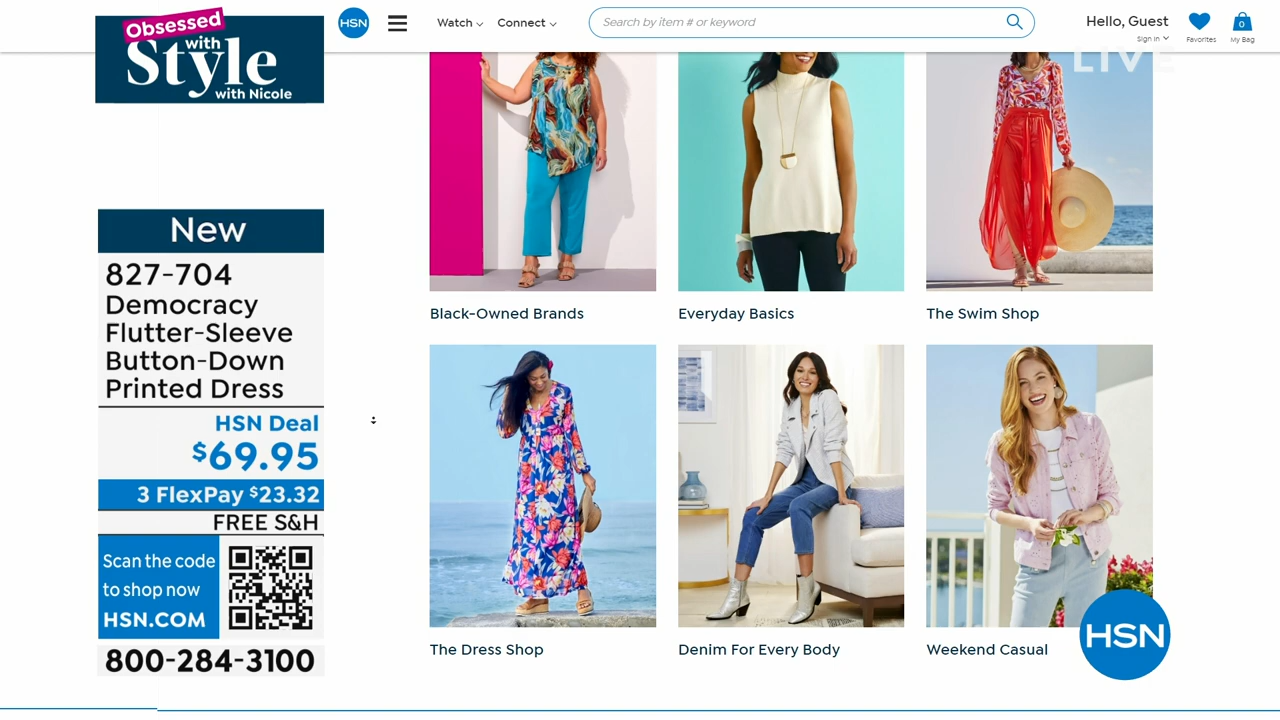 Obsessed
with
Style
with Nicole
HSN
Watch
Connect
Search by item # or keyword
Hello, Guest
Sign in
Favorites
0
My Bag
LIVE
New
827-704
Democracy
Flutter-Sleeve
Button-Down
Printed Dress
HSN Deal
$69.95
3 FlexPay $23.32
FREE S&H
Scan the code
to shop now
HSN.COM
800-284-3100
Black-Owned Brands
Everyday Basics
The Swim Shop
The Dress Shop
Denim For Every Body
Weekend Casual
HSN